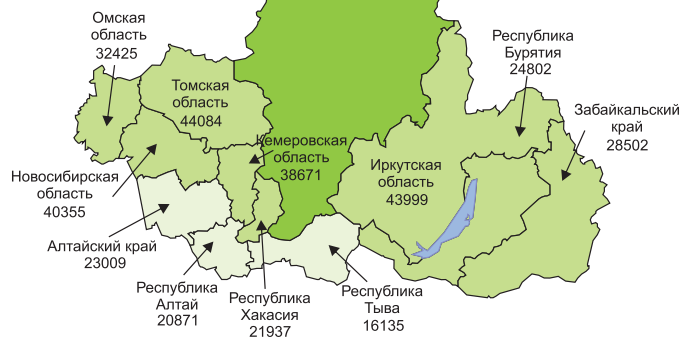 Омская
область
32425
Томская
область
44084
Республика
Бурятия
24802
Забайкальский
край
28502
Кемеровская
область
38671
Иркутская
область
43999
Новосибирская
область
40355
Алтайский край
23009
Республика
Алтай
20871
Республика
Хакасия
21937
Республика
Тыва
16135